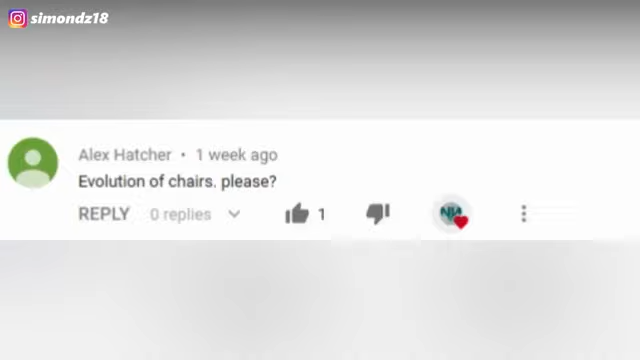 simondz18
Alex Hatcher • 1 week ago
Evolution of chairs. please?
REPLY 0 replies 1